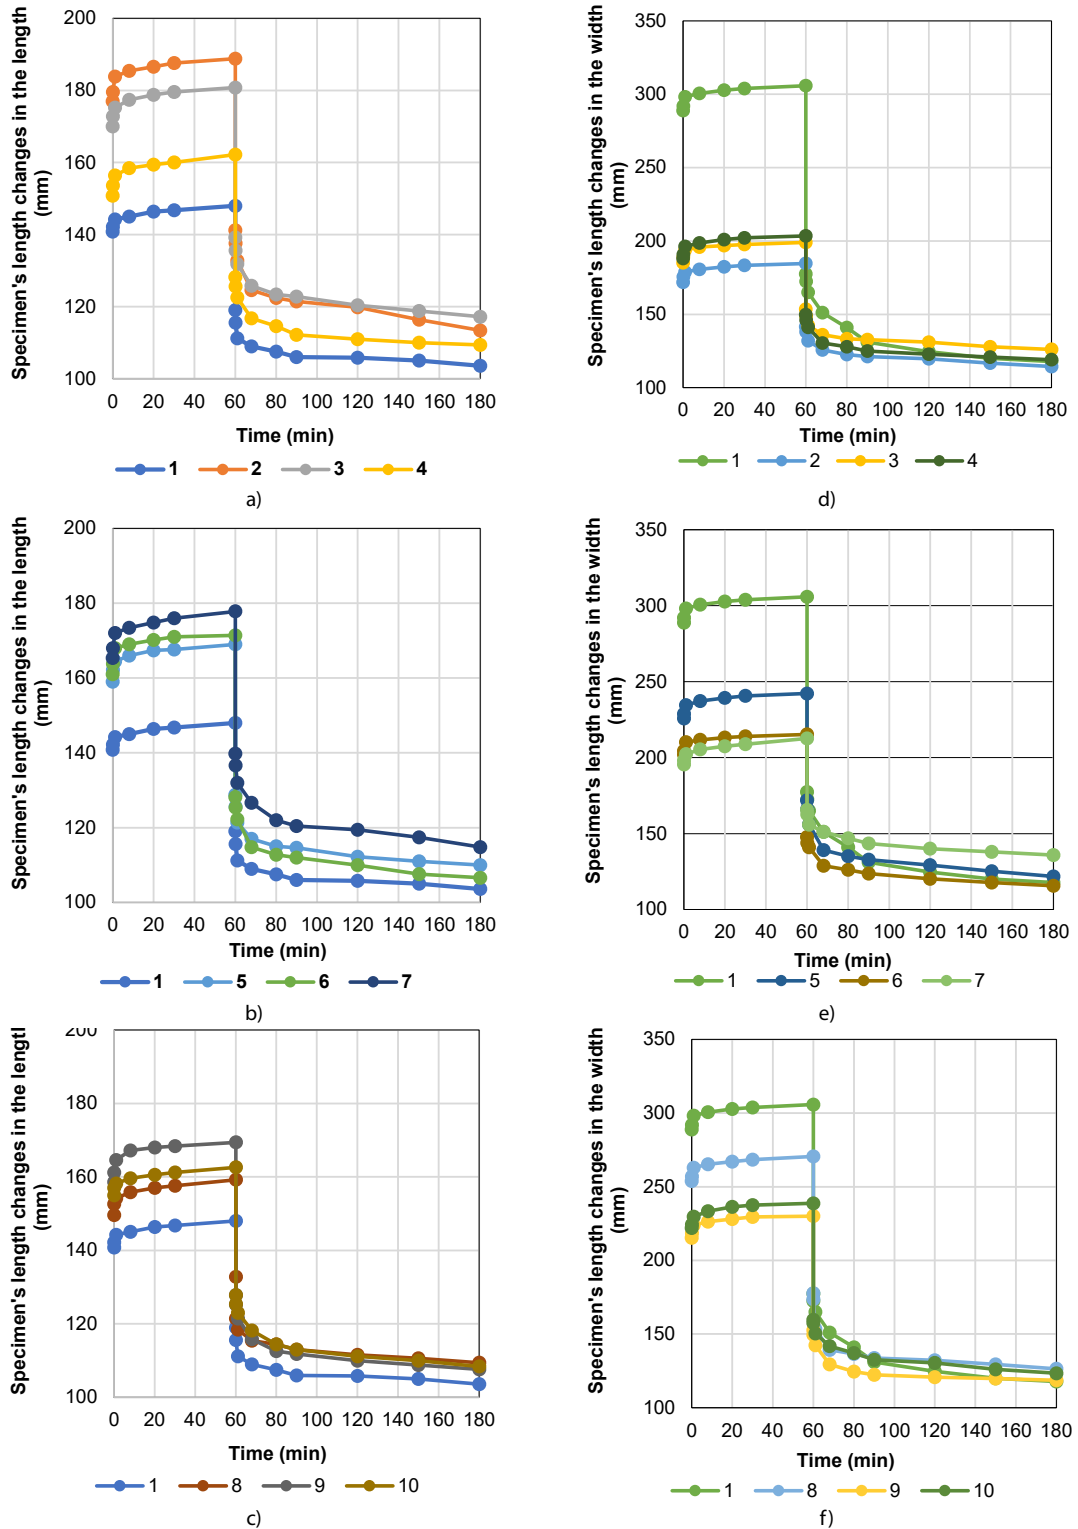 Specimen's length changes in the length
(mm)
200
180
160
140
120
100
0 20 40 60 80 100 120 140 160 180
Time (min)
1 2 3 4
a)
Specimen's length changes in the width
(mm)
350
300
250
200
150
100
0 20 40 60 80 100 120 140 160 180
Time (min)
1 2 3 4
d)
Specimen's length changes in the length
(mm)
200
180
160
140
120
100
0 20 40 60 80 100 120 140 160 180
Time (min)
1 5 6 7
b)
Specimen's length changes in the width
(mm)
350
300
250
200
150
100
0 20 40 60 80 100 120 140 160 180
Time (min)
1 5 6 7
e)
Specimen's length changes in the lengtl
(mm)
200
180
160
140
120
100
0 20 40 60 80 100 120 140 160 180
Time (min)
1 8 9 10
c)
Specimen's length changes in the width
(mm)
350
300
250
200
150
100
0 20 40 60 80 100 120 140 160 180
Time (min)
1 8 9 10
f)